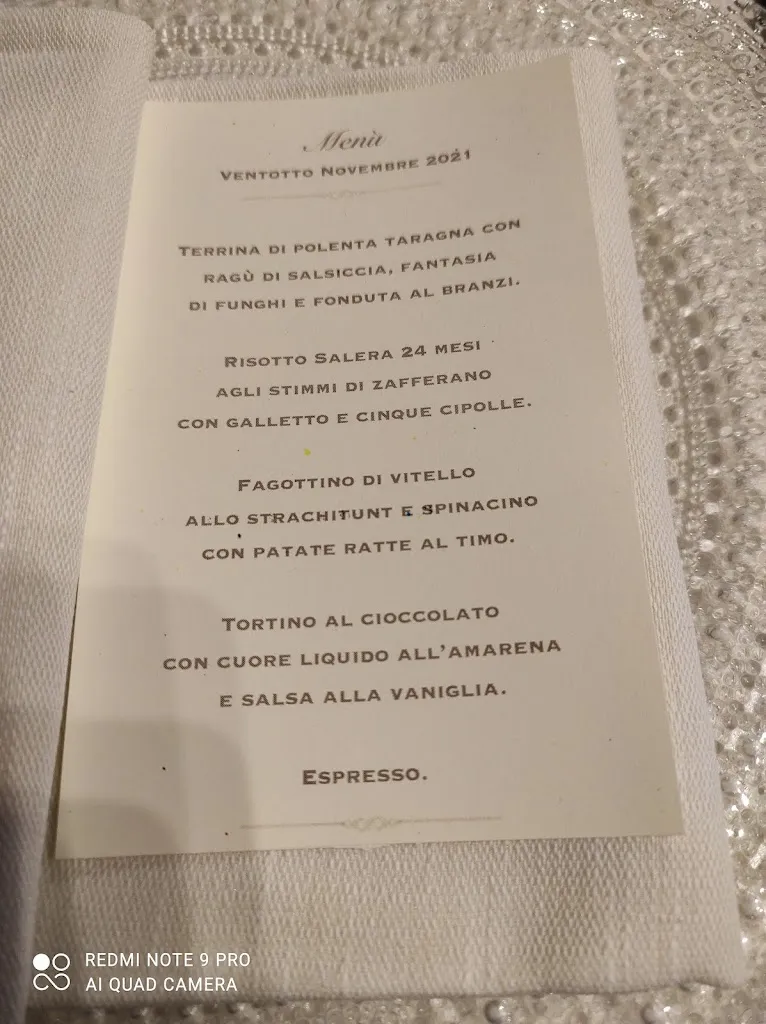 Menù
VENTOTTO NOVEMBRE 2021
TERRINA DI POLENTA TARAGNA CON
RAGÙ DI SALSICCIA, FANTASIA
DI FUNGHI E FONDUTA AL BRANZI.
RISOTTO SALERA 24 MESI
AGLI STIMMI DI ZAFFERANO
CON GALLETTO E CINQUE CIPOLLE.
FAGOTTINO DI VITELLO
ALLO STRACHITUNT E SPINACINO
CON PATATE RATTE AL TIMO.
TORTINO AL CIOCCOLATO
CON CUORE LIQUIDO ALL'AMARENA
E SALSA ALLA VANIGLIA.
ESPRESSO.
REDMI NOTE 9 PRO
AI QUAD CAMERA